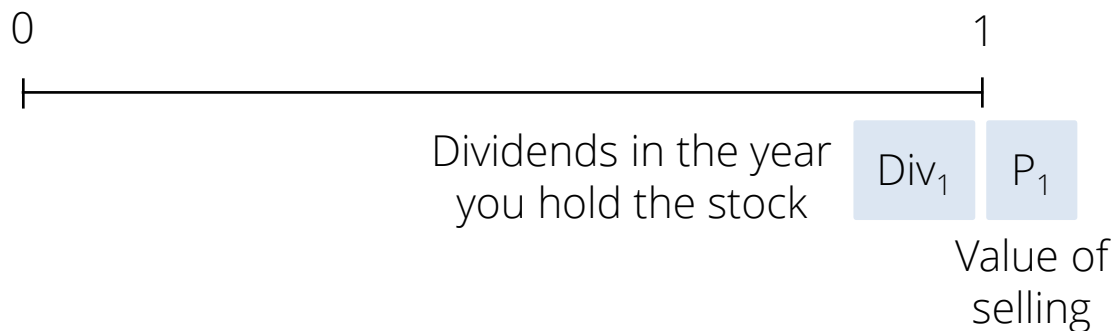 0 1
Dividends in the year
you hold the stock
Div₁ P₁
Value of
selling